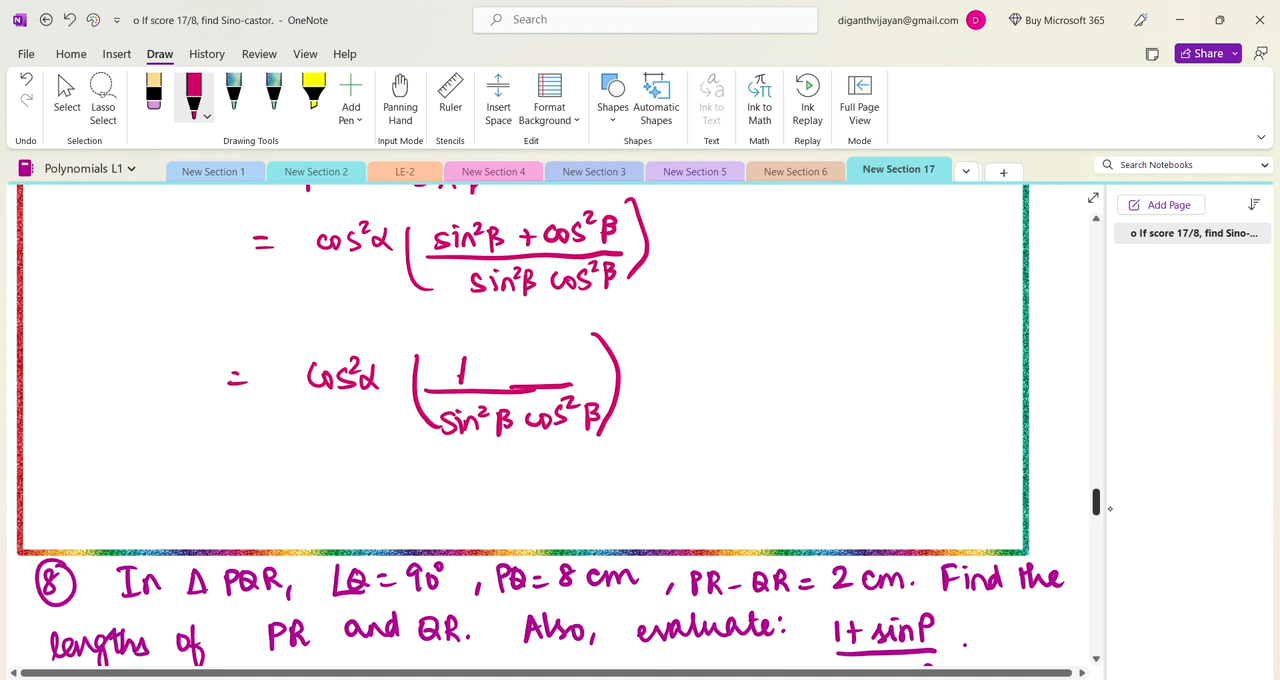 o If score 17/8, find Sino-castor. - OneNote
Search
diganthvijayan@gmail.com D
Buy Microsoft 365
File Home Insert Draw History Review View Help
Share
Undo
Select
Lasso Select
Selection
Drawing Tools
Add Pen
Panning Hand
Input Mode
Ruler
Stencils
Insert Space
Format Background
Edit
Shapes
Automatic Shapes
Shapes
Ink to Text
Text
Ink to Math
Math
Ink Replay
Replay
Full Page View
Mode
Polynomials L1
New Section 1 New Section 2 LE-2 New Section 4 New Section 3 New Section 5 New Section 6 New Section 17 +
Search Notebooks
Add Page
o If score 17/8, find Sino-...
= cos²α ( sin²β + cos²β
sin²β cos²β )
= cos²α ( 1
sin²β cos²β )
⑧ In Δ PQR, ∠Q = 90°, PQ = 8 cm, PR - QR = 2 cm. Find the
lengths of PR and QR. Also, evaluate: 1 + sinP .